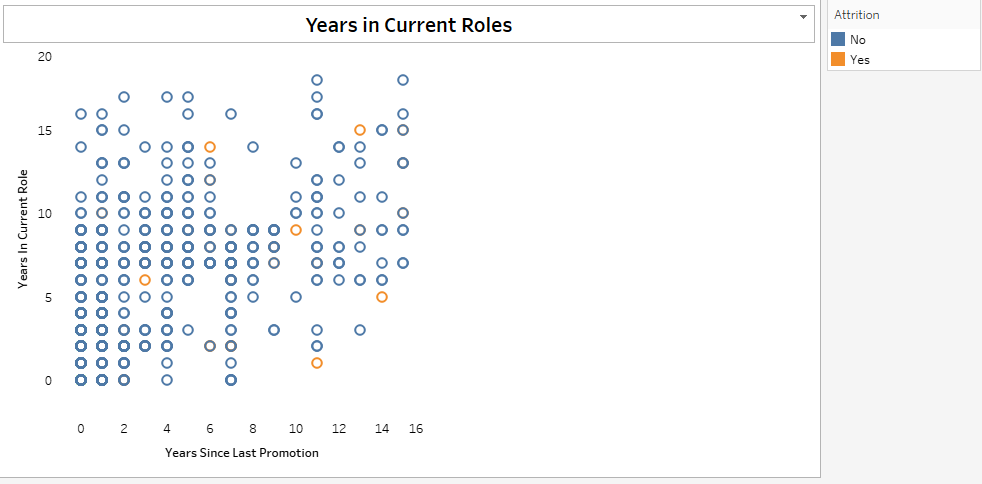 Years in Current Roles
Attrition
No
Yes
20
15
10
5
0
Years In Current Role
0 2 4 6 8 10 12 14 16
Years Since Last Promotion